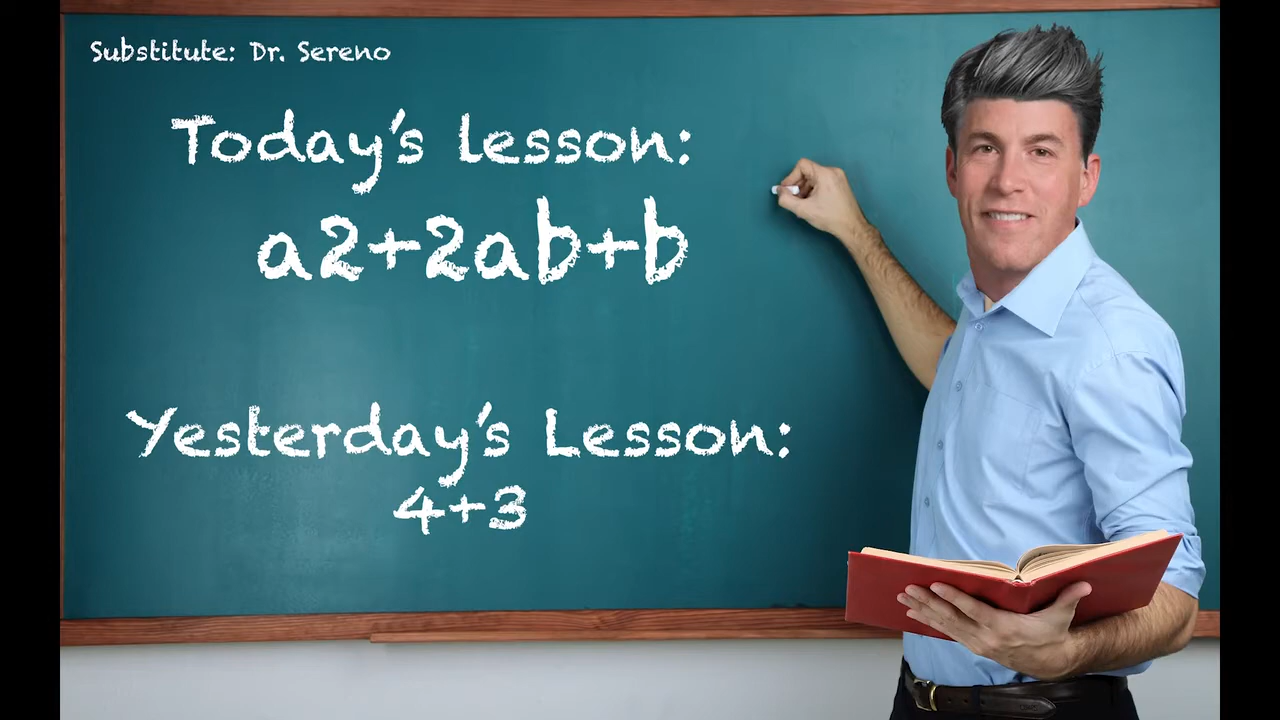 Substitute: Dr. Sereno
Today's lesson:
a2+2ab+b
Yesterday's Lesson:
4+3